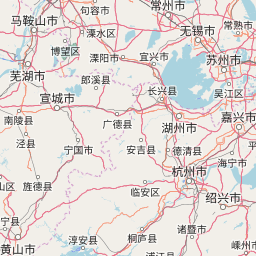 马鞍山市
句容市
常州市
常熟市
博望区
溧水区
无锡市
溧阳市
宜兴市
苏州市
芜湖市
郎溪县
长兴县
吴江区
宣城市
南陵县
广德县
湖州市
嘉兴市
泾县
宁国市
安吉县
德清县
海宁市
旌德县
临安区
杭州市
绍兴市
黄山市
淳安县
桐庐县
诸暨市
嵊州市
浦江县